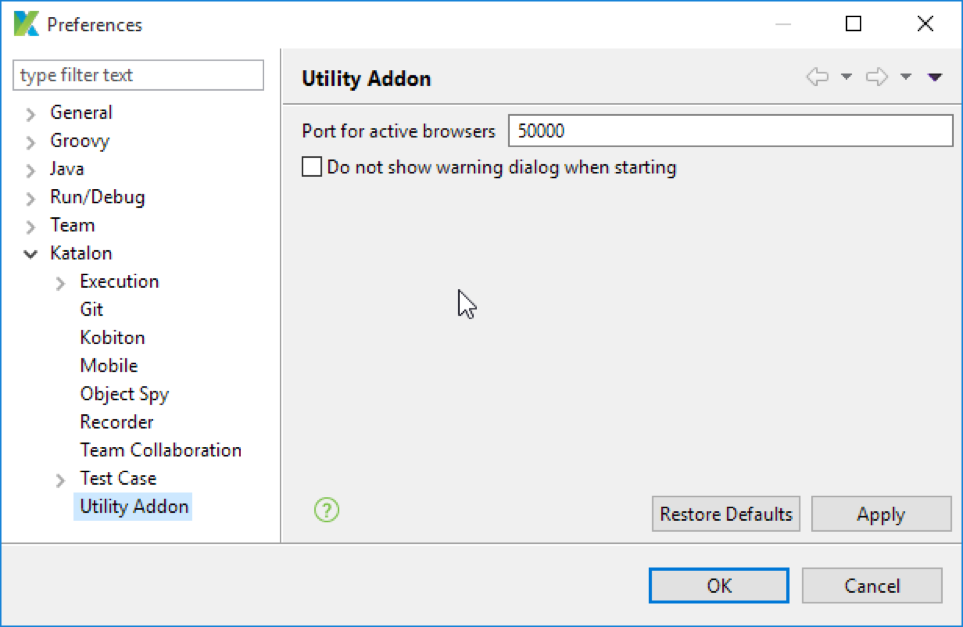 Preferences
type filter text
General
Groovy
Java
Run/Debug
Team
Katalon
Execution
Git
Kobiton
Mobile
Object Spy
Recorder
Team Collaboration
Test Case
Utility Addon
Utility Addon
Port for active browsers 50000
Do not show warning dialog when starting
?
Restore Defaults Apply
OK Cancel